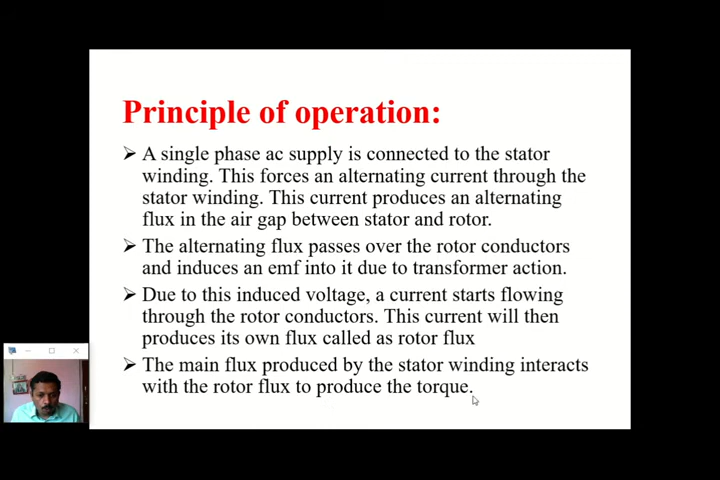 Principle of operation:
➢ A single phase ac supply is connected to the stator
winding. This forces an alternating current through the
stator winding. This current produces an alternating
flux in the air gap between stator and rotor.
➢ The alternating flux passes over the rotor conductors
and induces an emf into it due to transformer action.
➢ Due to this induced voltage, a current starts flowing
through the rotor conductors. This current will then
produces its own flux called as rotor flux
➢ The main flux produced by the stator winding interacts
with the rotor flux to produce the torque.